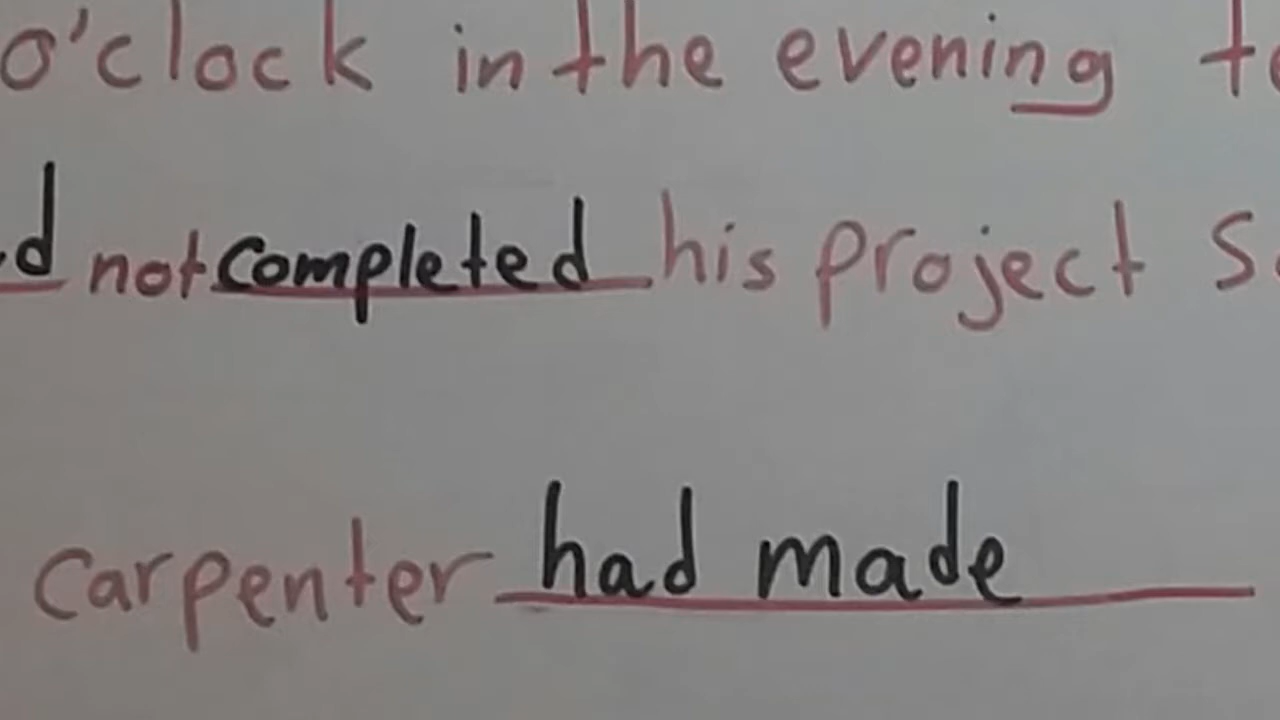 o'clock in the evening
not completed his project
carpenter had made